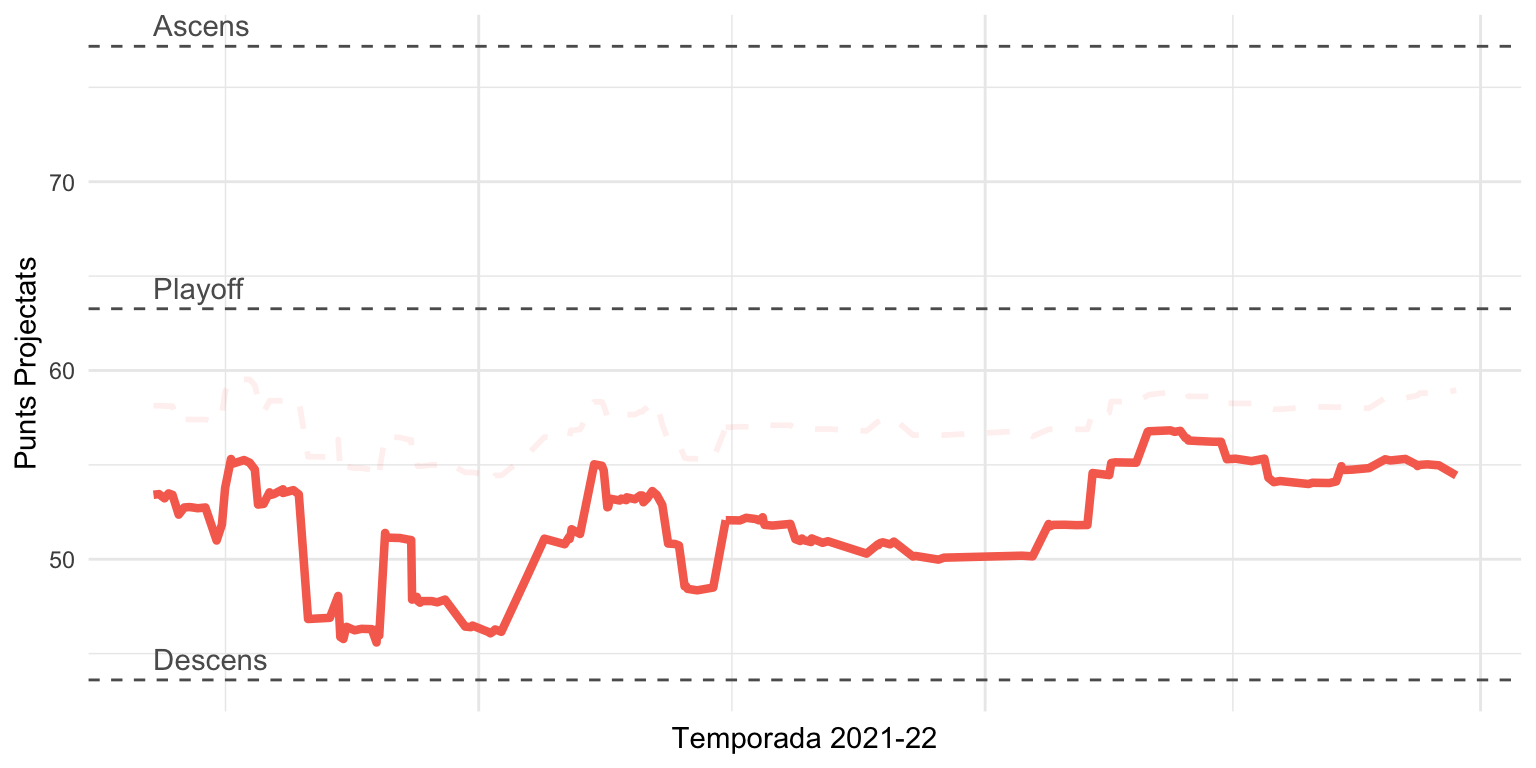 Ascens
70
Playoff
60
50
Descens
Punts Projectats
Temporada 2021-22